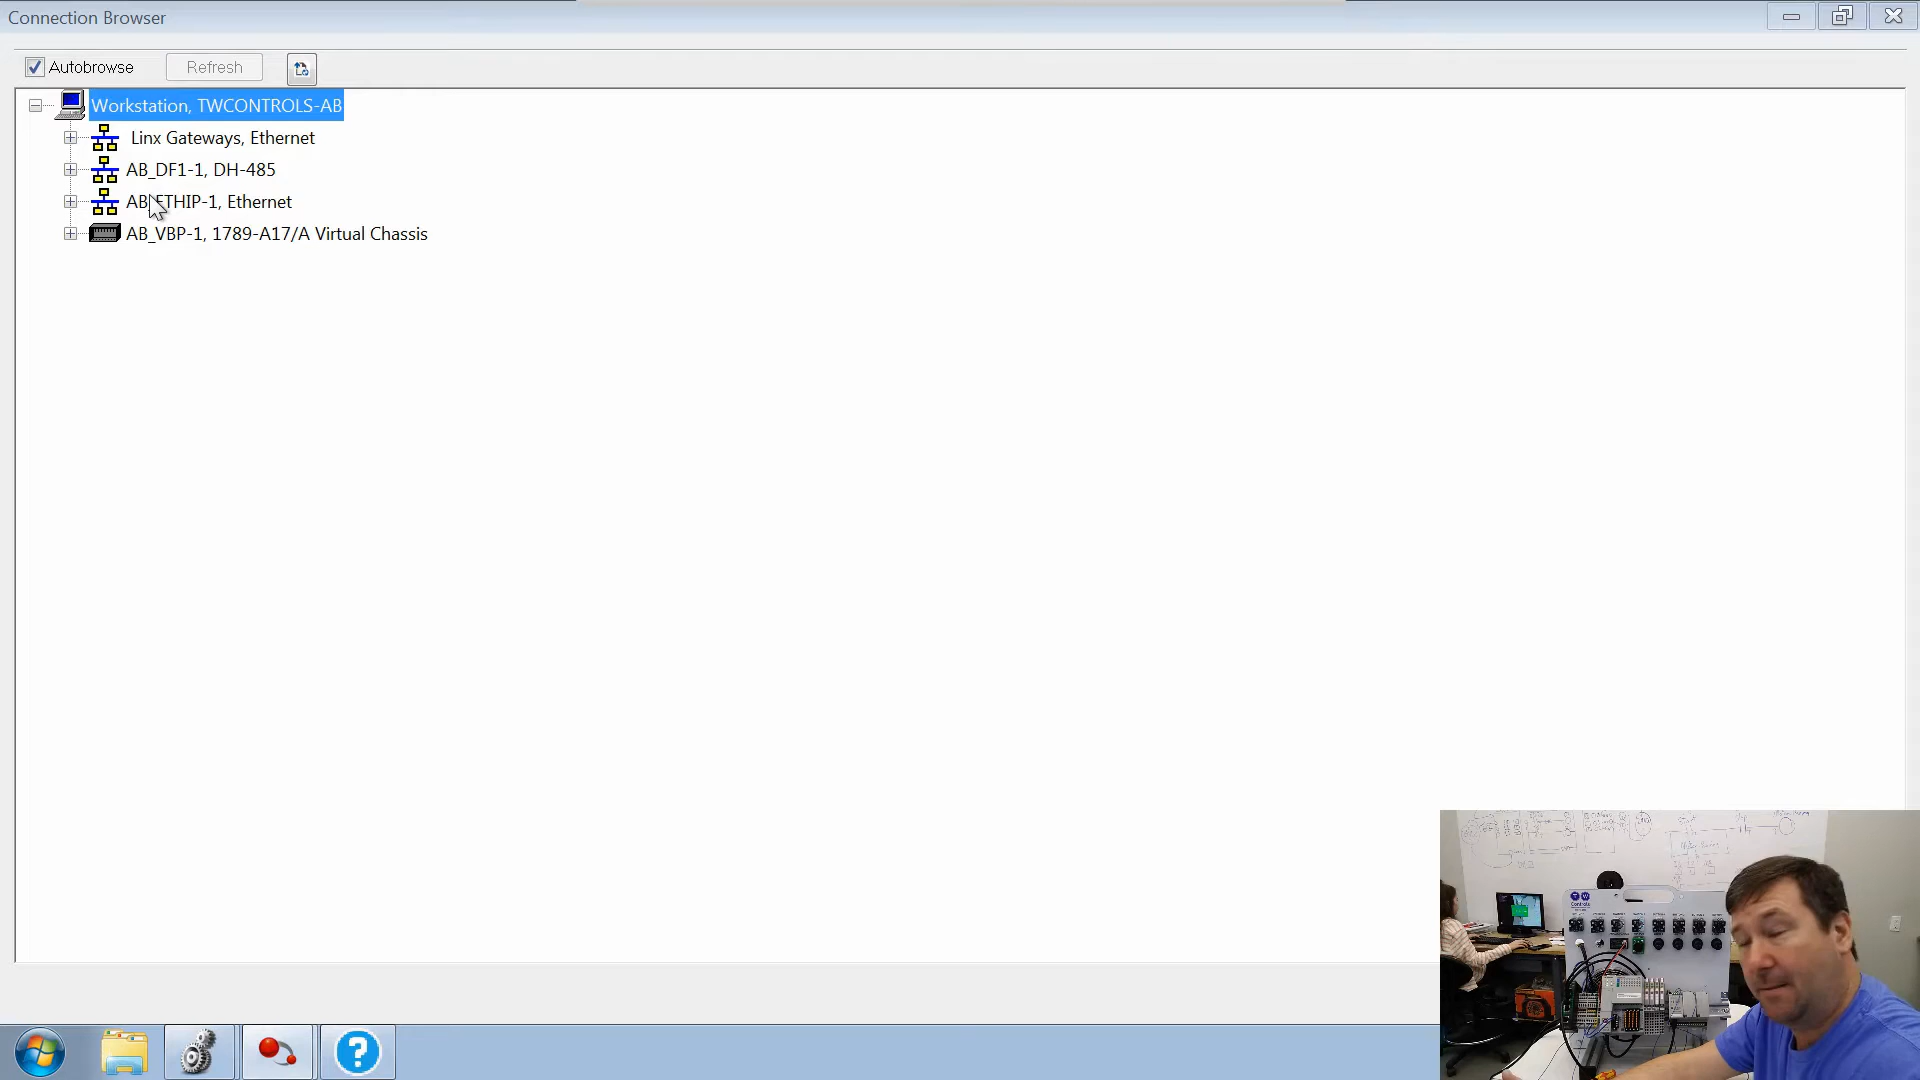 Connection Browser
Autobrowse
Refresh
Workstation, TWCONTROLS-AB
Linx Gateways, Ethernet
AB_DF1-1, DH-485
AB_ETHIP-1, Ethernet
AB_VBP-1, 1789-A17/A Virtual Chassis
T W
Controls